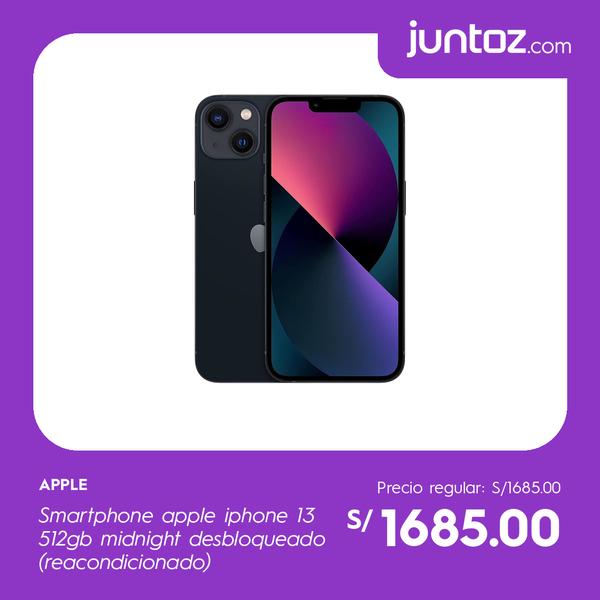 juntoz.com
APPLE
Smartphone apple iphone 13
512gb midnight desbloqueado
(reacondicionado)
Precio regular: S/1685.00
S/ 1685.00